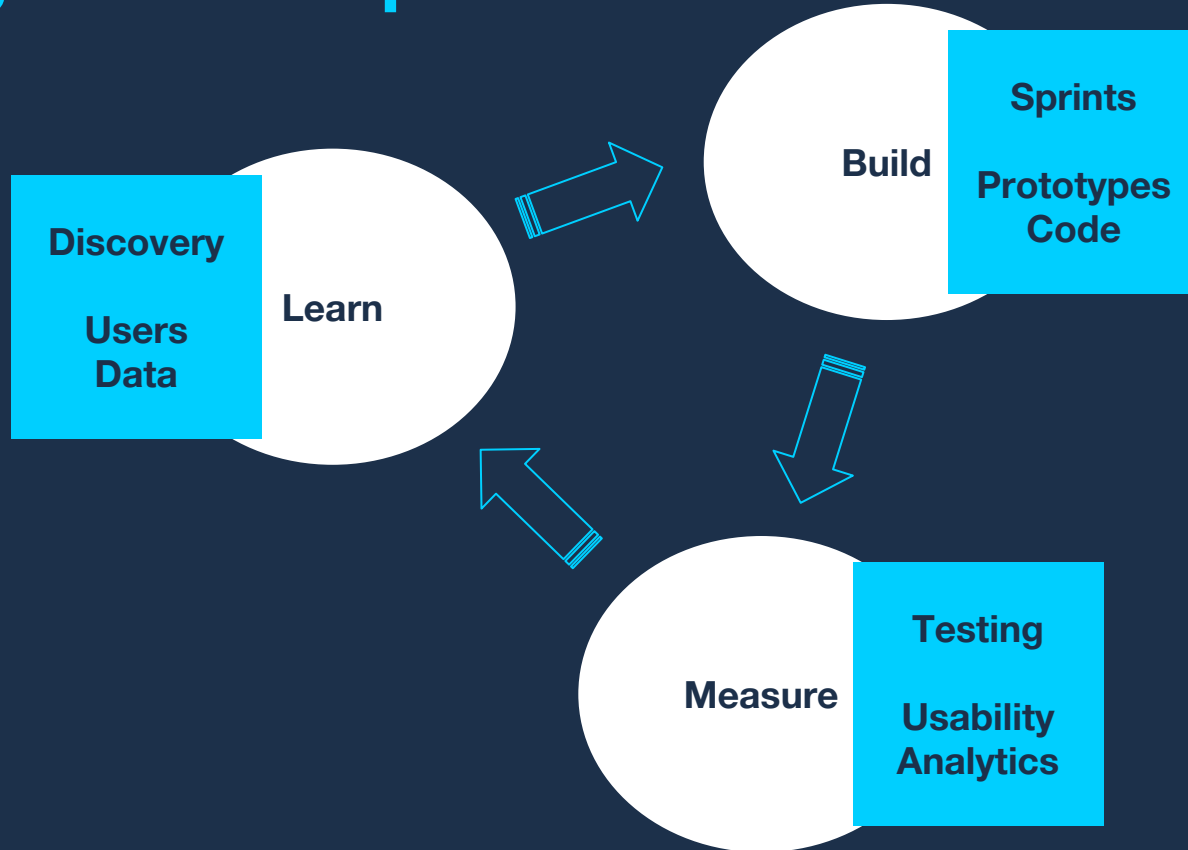 Learn
Discovery
Users
Data
Build
Sprints
Prototypes
Code
Measure
Testing
Usability
Analytics